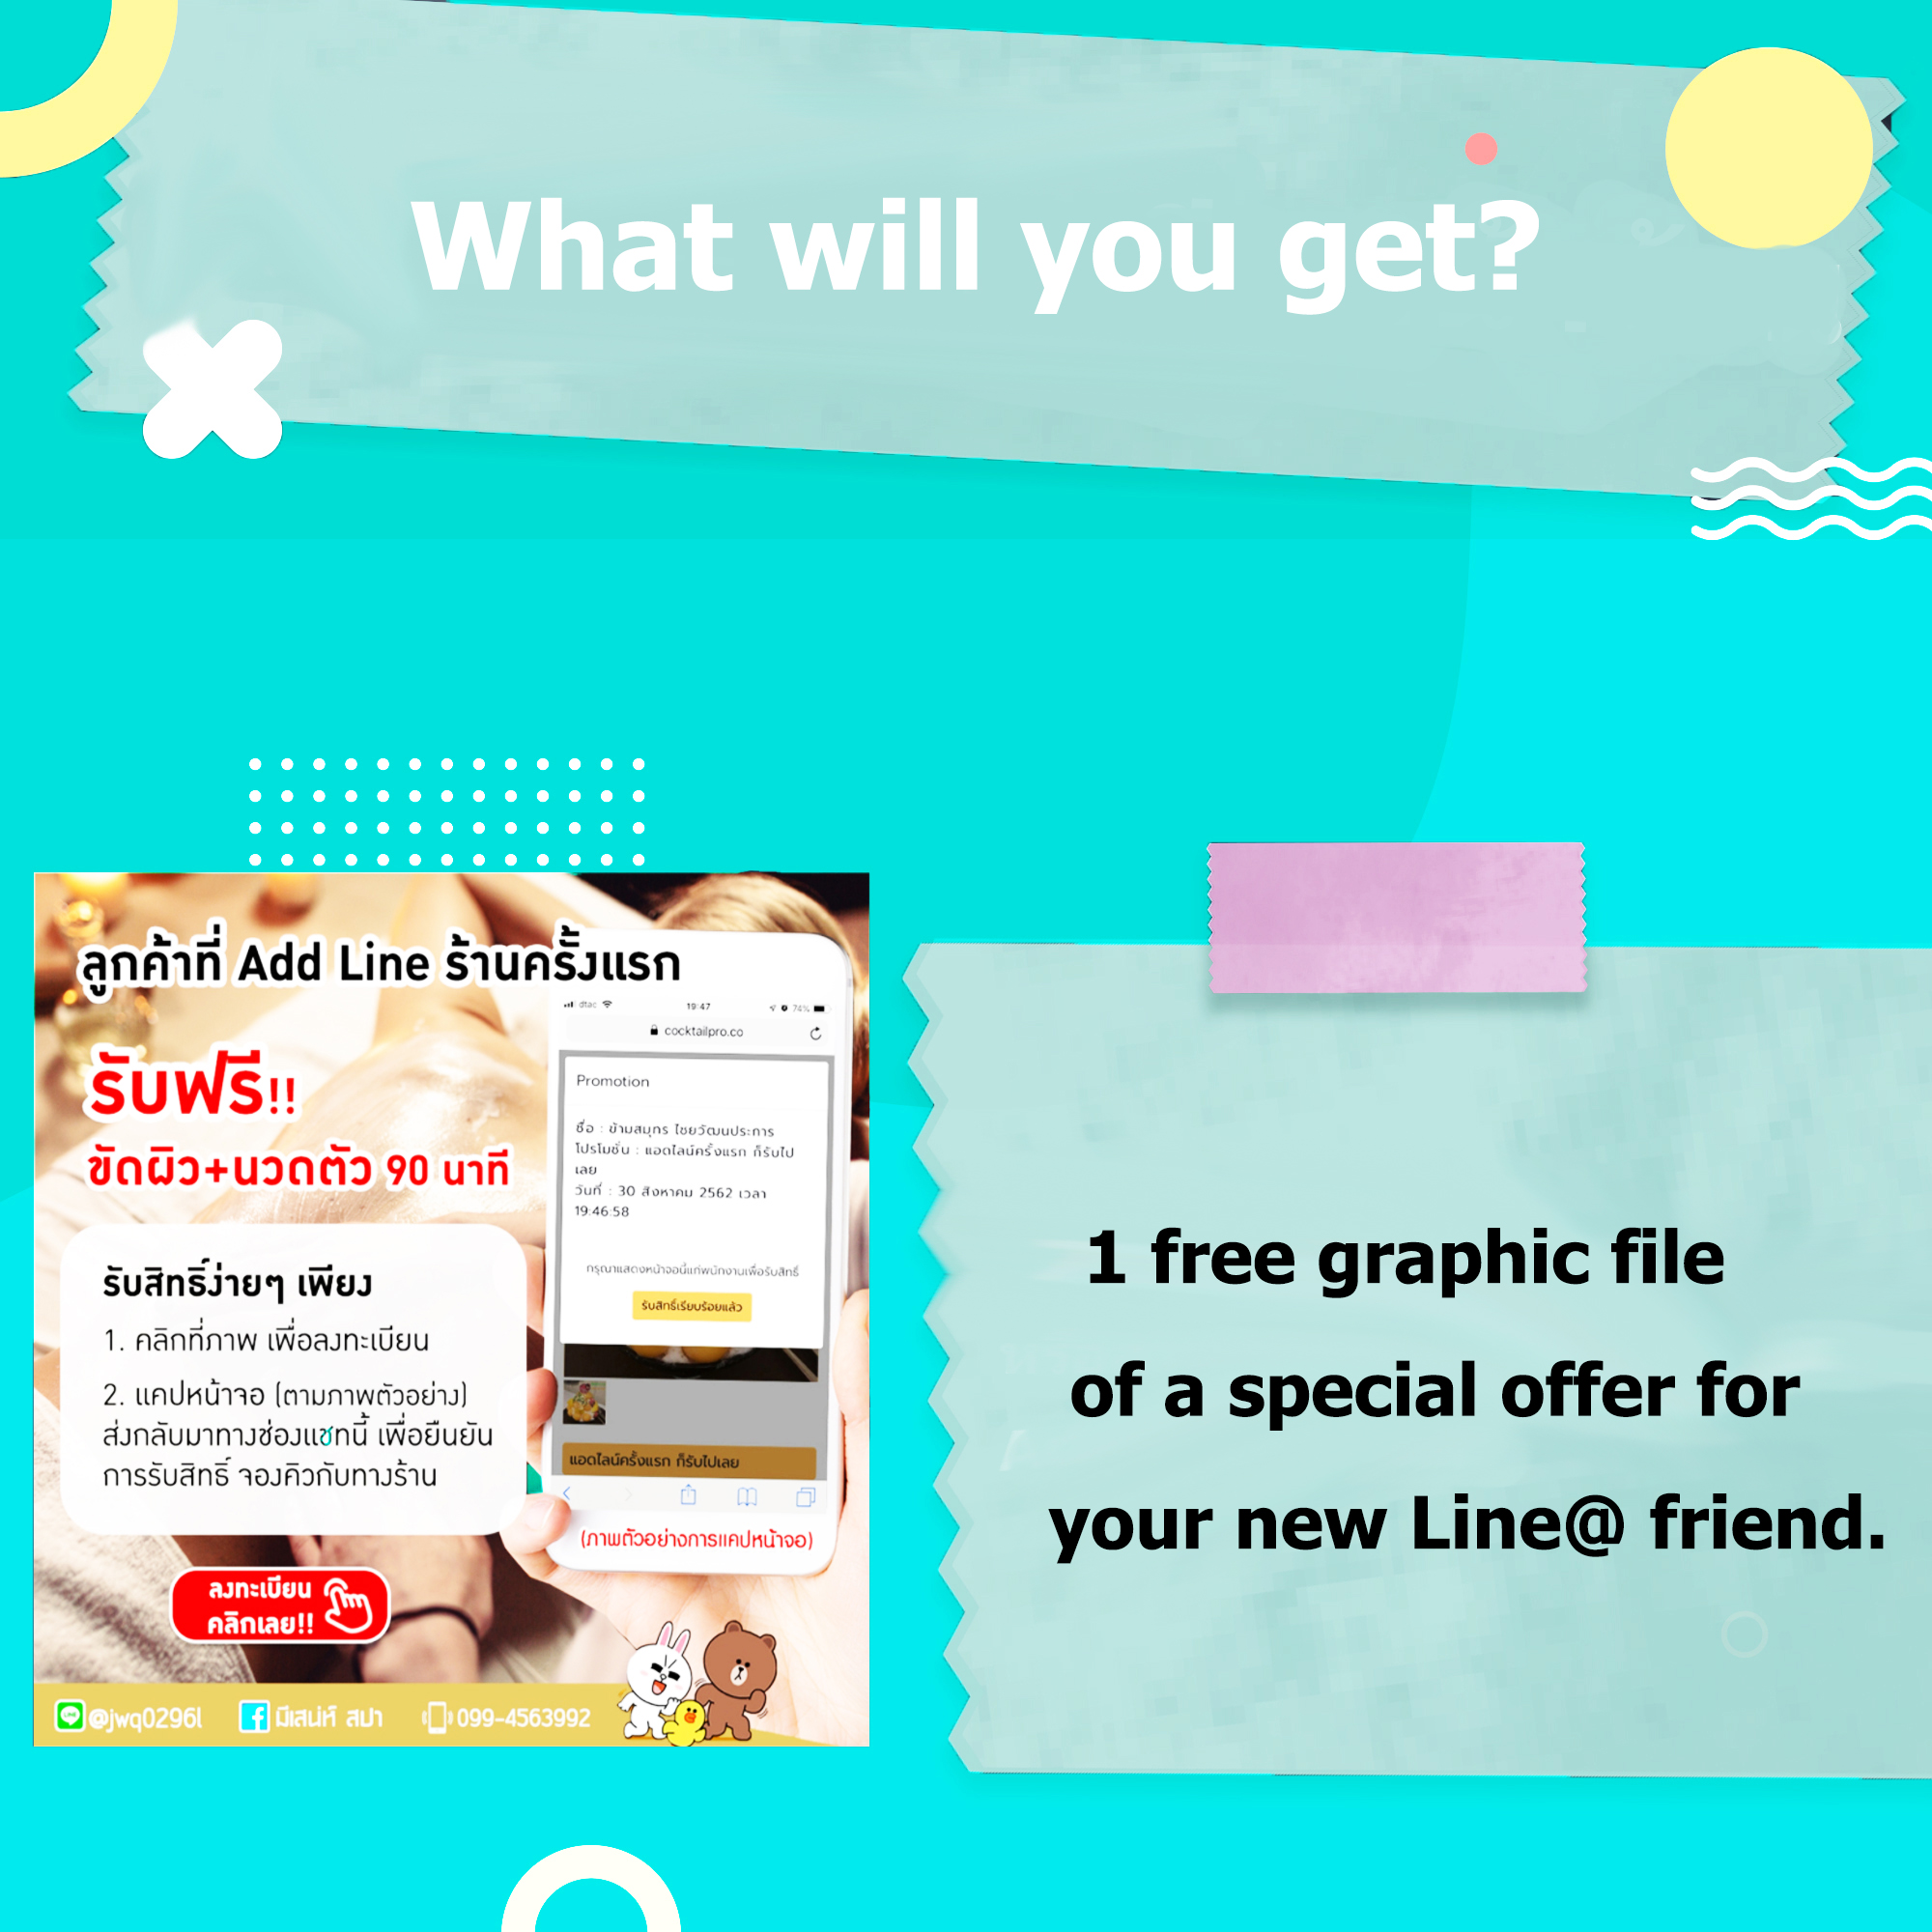 What will you get?
ลูกค้าที่ Add Line ร้านครั้งแรก
รับฟรี!!
ขัดผิว+นวดตัว 90 นาที
รับสิทธิ์ง่ายๆ เพียง
1. คลิกที่ภาพ เพื่อลงทะเบียน
2. แคปหน้าจอ (ตามภาพตัวอย่าง)
ส่งกลับมาทางช่องแชทนี้ เพื่อยืนยัน
การรับสิทธิ์ จองคิวกับทางร้าน
ลงทะเบียน
คลิกเลย!!
dtac 19:47 74%
cocktailpro.co
Promotion
ชื่อ : ข้ามสมุทร ไชยวัฒนประการ
โปรโมชั่น : แอดไลน์ครั้งแรก ก็รับไป
เลย
วันที่ : 30 สิงหาคม 2562 เวลา
19:46:58
กรุณาแสดงหน้าจอนี้แก่พนักงานเพื่อรับสิทธิ์
รับสิทธิ์เรียบร้อยแล้ว
แอดไลน์ครั้งแรก ก็รับไปเลย
(ภาพตัวอย่างการแคปหน้าจอ)
@jwq0296l มีเสน่ห์ สปา 099-4563992
1 free graphic file
of a special offer for
your new Line@ friend.